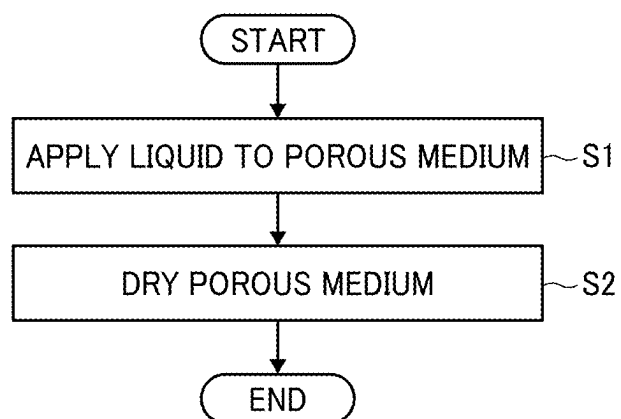 START
APPLY LIQUID TO POROUS MEDIUM S1
DRY POROUS MEDIUM S2
END